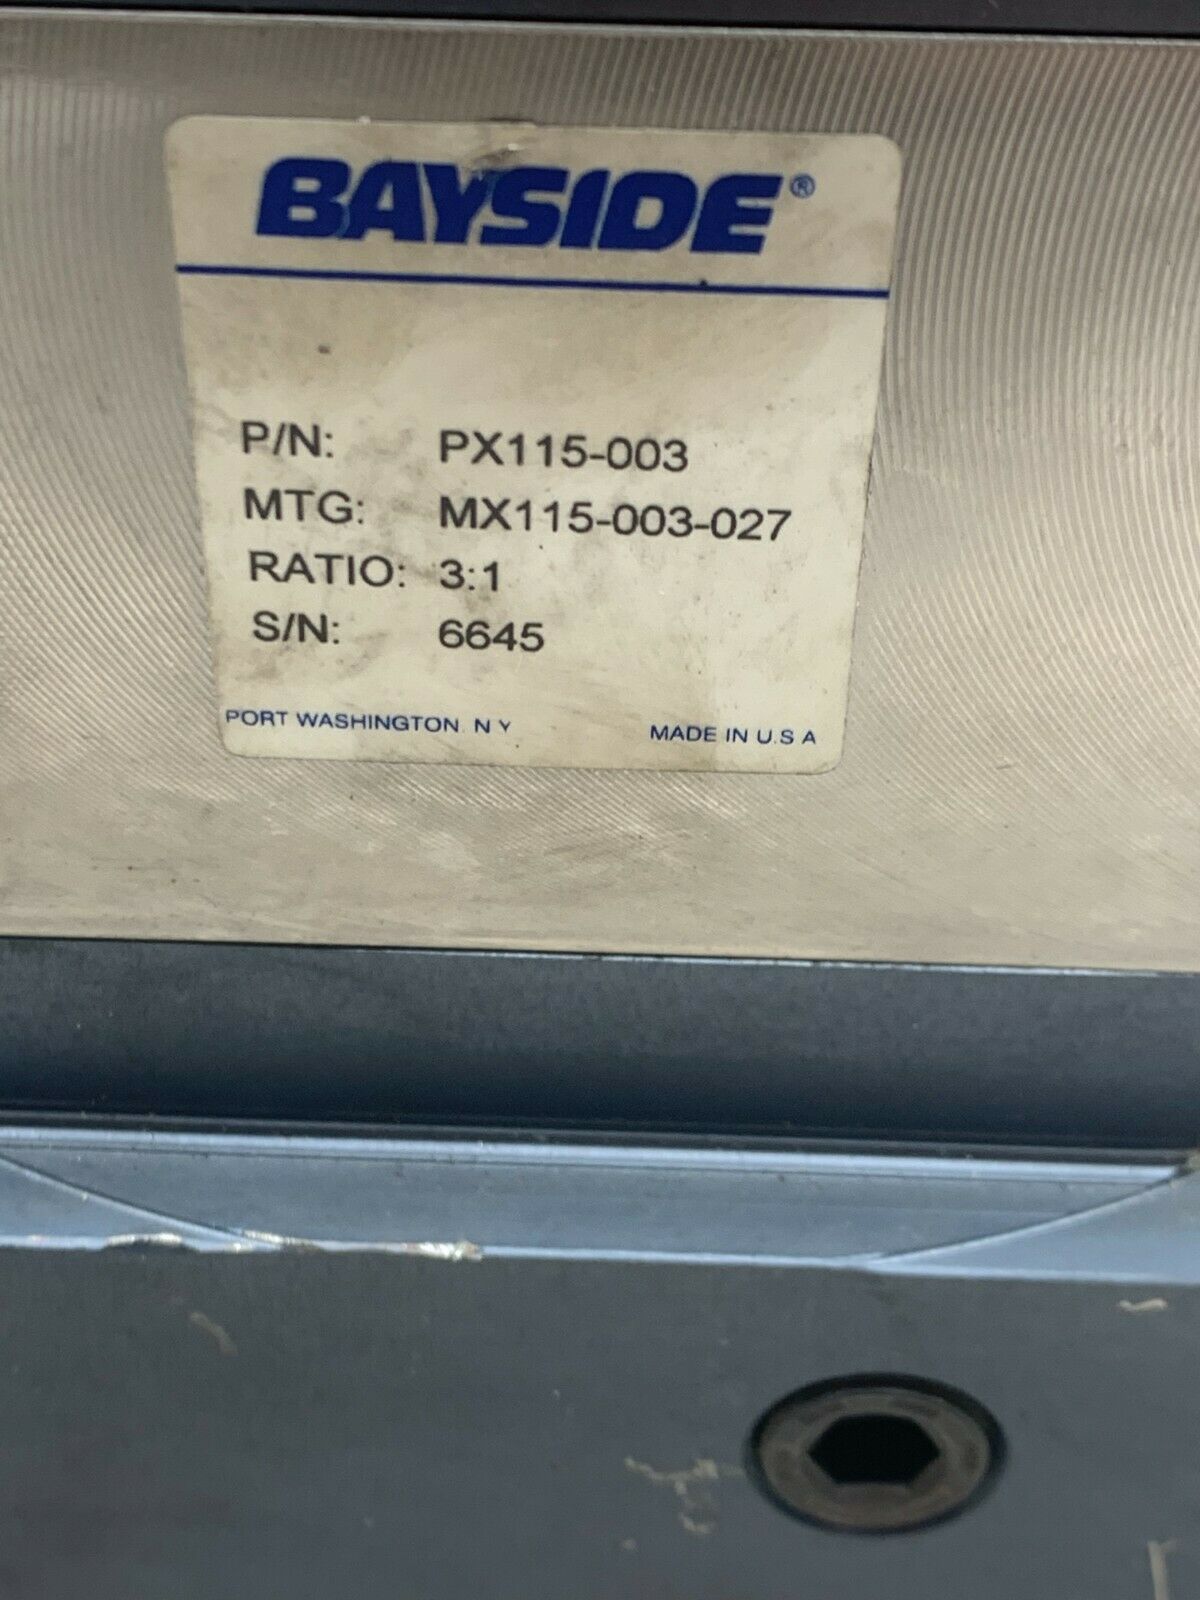 BAYSIDE®
P/N: PX115-003
MTG: MX115-003-027
RATIO: 3:1
S/N: 6645
PORT WASHINGTON. N Y MADE IN U.S A